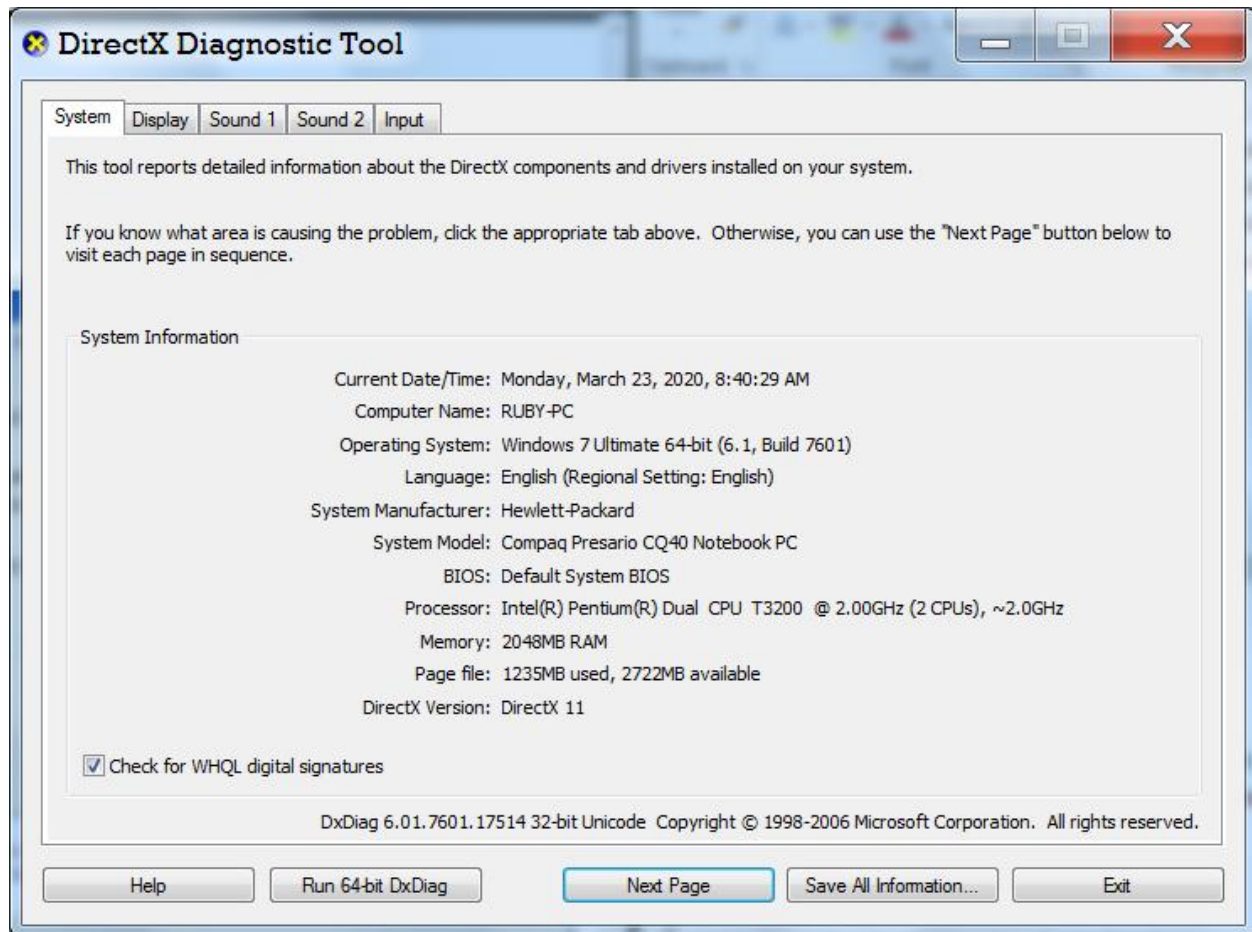 DirectX Diagnostic Tool
System Display Sound 1 Sound 2 Input
This tool reports detailed information about the DirectX components and drivers installed on your system.
If you know what area is causing the problem, click the appropriate tab above. Otherwise, you can use the "Next Page" button below to
visit each page in sequence.
System Information
Current Date/Time: Monday, March 23, 2020, 8:40:29 AM
Computer Name: RUBY-PC
Operating System: Windows 7 Ultimate 64-bit (6.1, Build 7601)
Language: English (Regional Setting: English)
System Manufacturer: Hewlett-Packard
System Model: Compaq Presario CQ40 Notebook PC
BIOS: Default System BIOS
Processor: Intel(R) Pentium(R) Dual CPU T3200 @ 2.00GHz (2 CPUs), ~2.0GHz
Memory: 2048MB RAM
Page file: 1235MB used, 2722MB available
DirectX Version: DirectX 11
Check for WHQL digital signatures
DxDiag 6.01.7601.17514 32-bit Unicode Copyright © 1998-2006 Microsoft Corporation. All rights reserved.
Help Run 64-bit DxDiag Next Page Save All Information... Exit